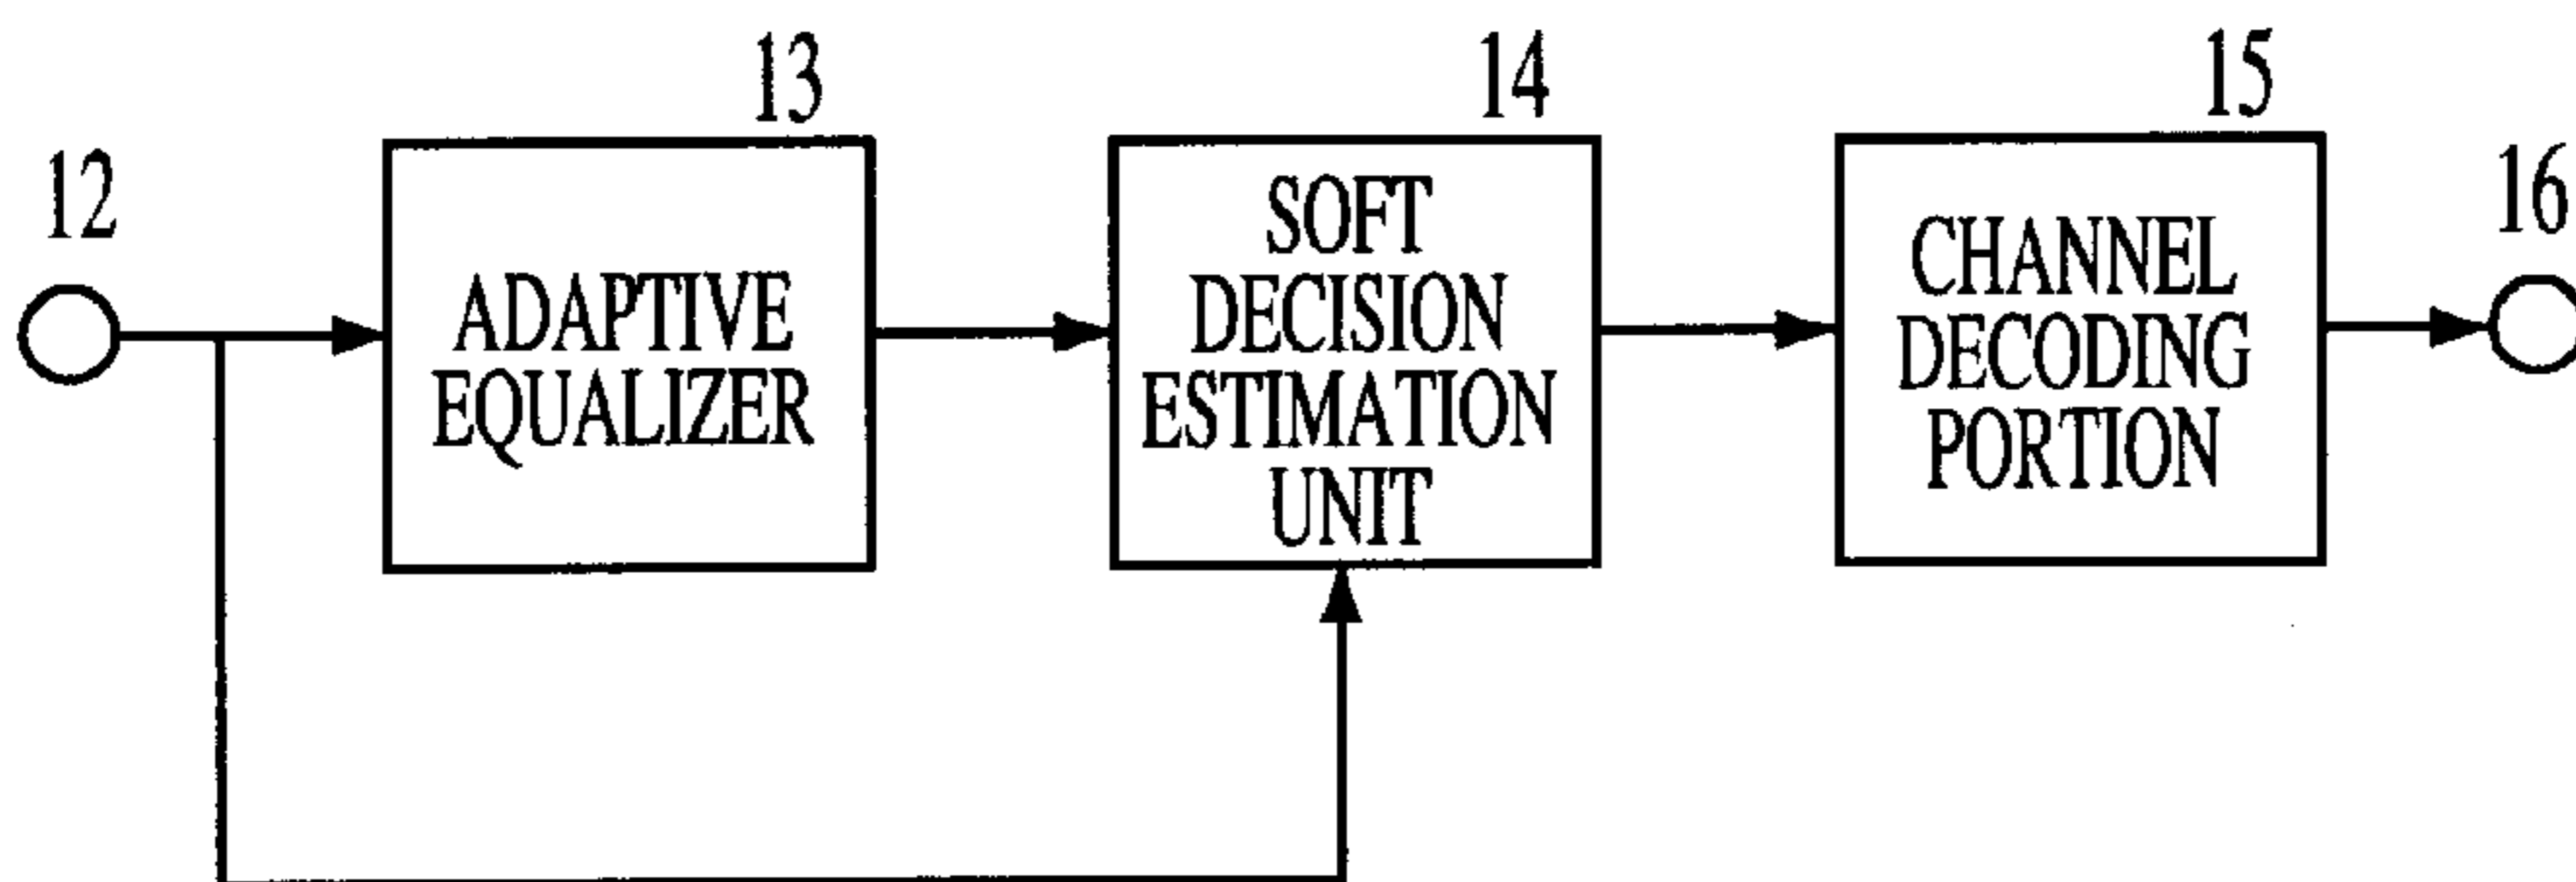 12
13
ADAPTIVE
EQUALIZER
14
SOFT
DECISION
ESTIMATION
UNIT
15
CHANNEL
DECODING
PORTION
16